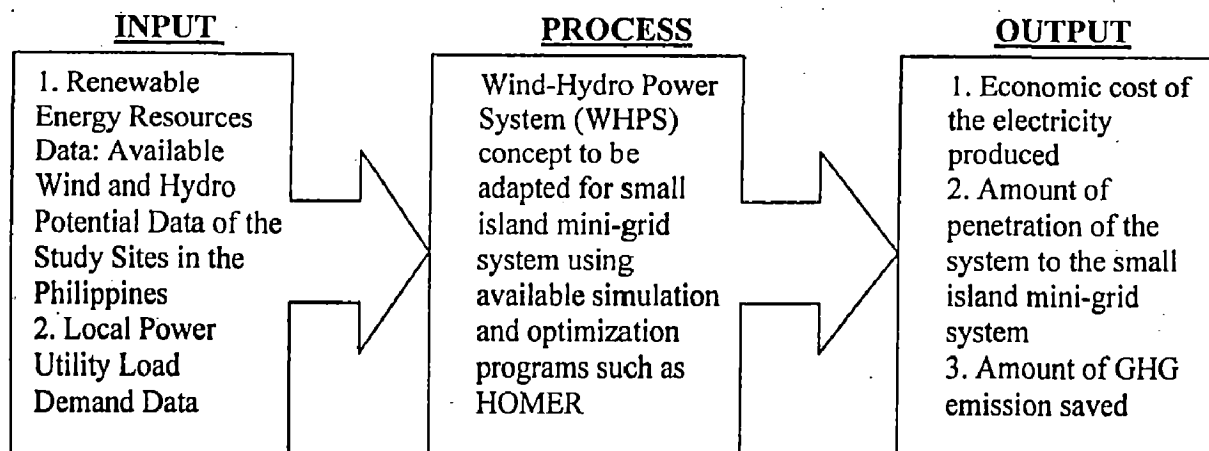 INPUT
1. Renewable
Energy Resources
Data: Available
Wind and Hydro
Potential Data of the
Study Sites in the
Philippines
2. Local Power
Utility Load
Demand Data
PROCESS
Wind-Hydro Power
System (WHPS)
concept to be
adapted for small
island mini-grid
system using
available simulation
and optimization
programs such as
HOMER
OUTPUT
1. Economic cost of
the electricity
produced
2. Amount of
penetration of the
system to the small
island mini-grid
system
3. Amount of GHG
emission saved